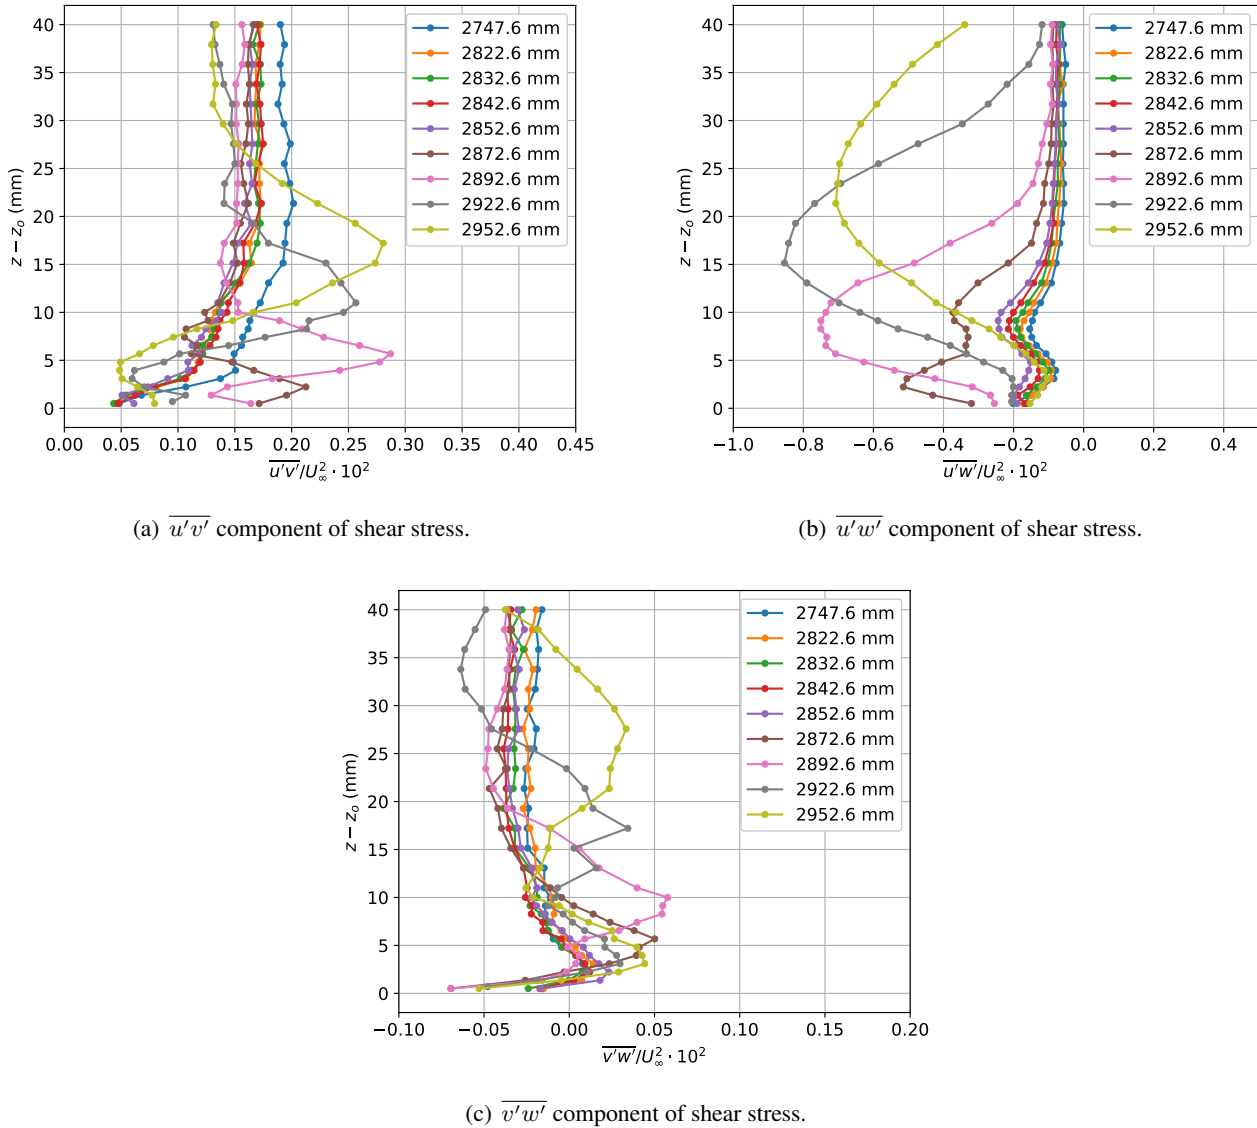 40
35
30
25
20
15
10
5
0
z − z_o (mm)
0.00 0.05 0.10 0.15 0.20 0.25 0.30 0.35 0.45
u'v'/U∞² · 10²
2747.6 mm
2822.6 mm
2832.6 mm
2842.6 mm
2852.6 mm
2872.6 mm
2892.6 mm
2922.6 mm
2952.6 mm
(a) u'v' component of shear stress.
40
35
30
25
20
15
10
5
0
z − z_o (mm)
−1.0 −0.8 −0.6 −0.4 −0.2 0.0 0.2 0.4
u'w'/U∞² · 10²
2747.6 mm
2822.6 mm
2832.6 mm
2842.6 mm
2852.6 mm
2872.6 mm
2892.6 mm
2922.6 mm
2952.6 mm
(b) u'w' component of shear stress.
40
35
30
25
20
15
10
5
0
z − z_o (mm)
−0.10 −0.05 0.00 0.05 0.10 0.15 0.20
v'w'/U∞² · 10²
2747.6 mm
2822.6 mm
2832.6 mm
2842.6 mm
2852.6 mm
2872.6 mm
2892.6 mm
2922.6 mm
2952.6 mm
(c) v'w' component of shear stress.